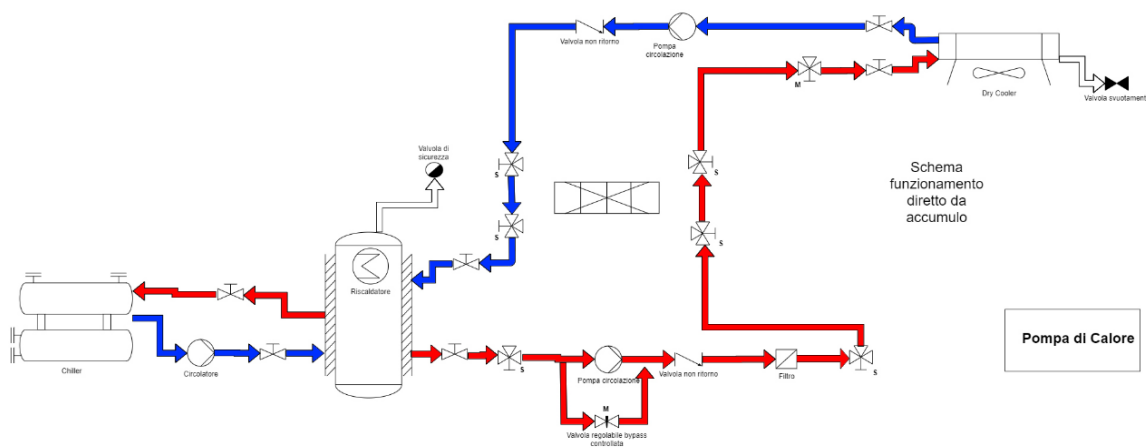 Valvola non ritorno
Pompa
circolazione
M
Dry Cooler
Valvola svuotament
Valvola di
sicurezza
S
S
Schema
funzionamento
diretto da
accumulo
S
S
Riscaldatore
Pompa di Calore
Chiller
Circolatore
S
Pompa circolazione
Valvola non ritorno
Filtro
S
M
Valvola regolabile bypass
controllata